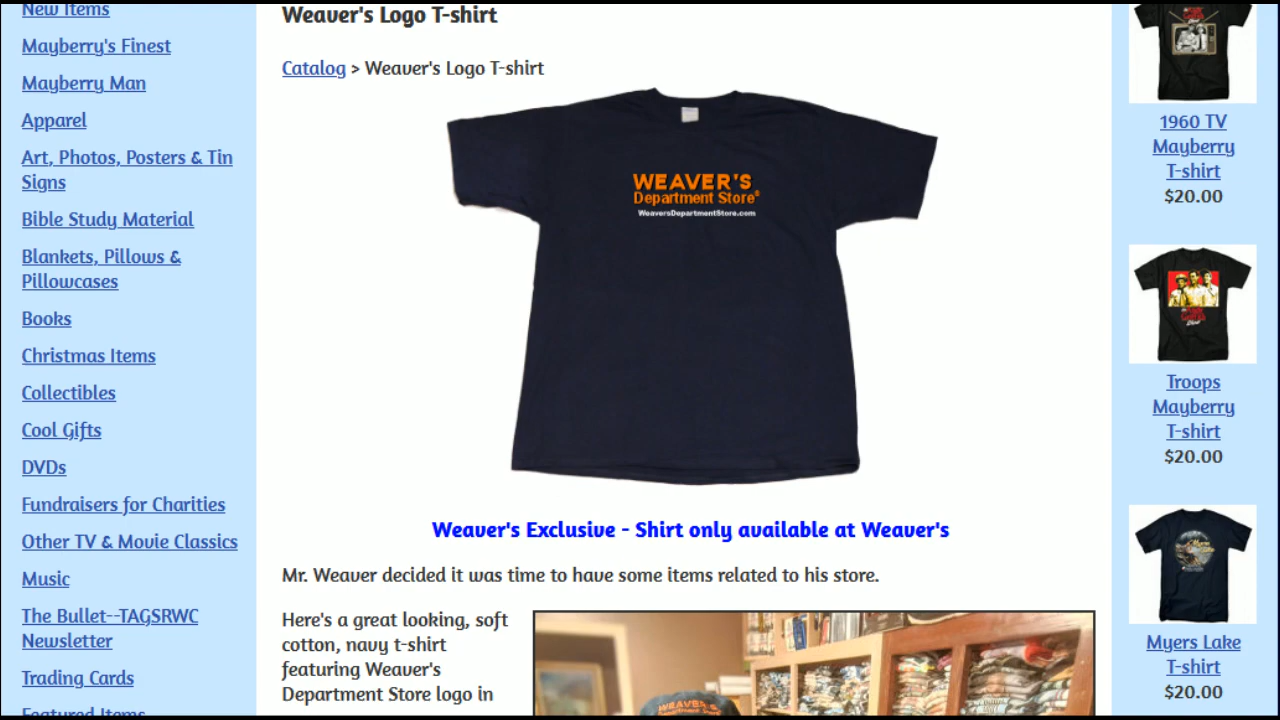 New Items
Mayberry's Finest
Mayberry Man
Apparel
Art, Photos, Posters & Tin
Signs
Bible Study Material
Blankets, Pillows &
Pillowcases
Books
Christmas Items
Collectibles
Cool Gifts
DVDs
Fundraisers for Charities
Other TV & Movie Classics
Music
The Bullet--TAGSRWC
Newsletter
Trading Cards
Featured Items
Weaver's Logo T-shirt
Catalog > Weaver's Logo T-shirt
WEAVER'S
Department Store®
WeaversDepartmentStore.com
Weaver's Exclusive - Shirt only available at Weaver's
Mr. Weaver decided it was time to have some items related to his store.
Here's a great looking, soft
cotton, navy t-shirt
featuring Weaver's
Department Store logo in
WEAVER'S
Department Store
1960 TV
Mayberry
T-shirt
$20.00
Troops
Mayberry
T-shirt
$20.00
Myers Lake
T-shirt
$20.00